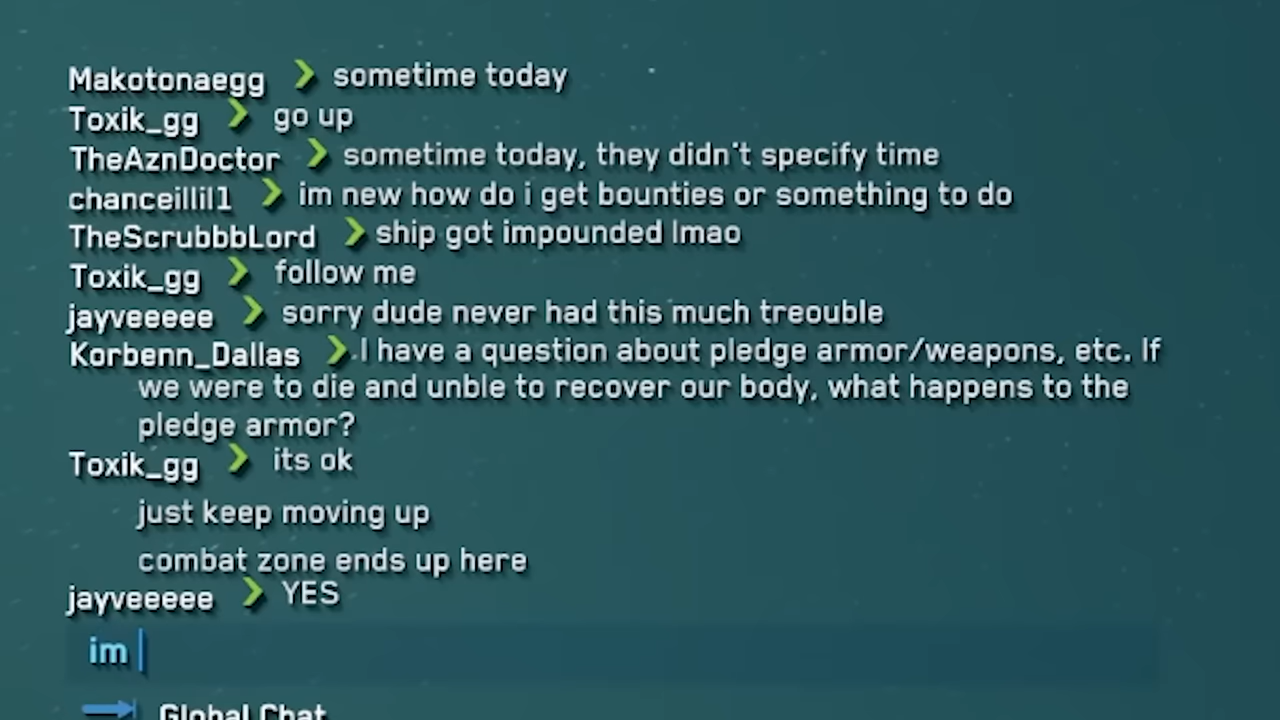 Makotonaegg > sometime today
Toxik_gg > go up
TheAznDoctor > sometime today, they didn't specify time
chanceillil1 > im new how do i get bounties or something to do
TheScrubbbLord > ship got impounded lmao
Toxik_gg > follow me
jayveeeee > sorry dude never had this much treouble
Korbenn_Dallas > I have a question about pledge armor/weapons, etc. If
we were to die and unble to recover our body, what happens to the
pledge armor?
Toxik_gg > its ok
just keep moving up
combat zone ends up here
jayveeeee > YES
im
Global Chat